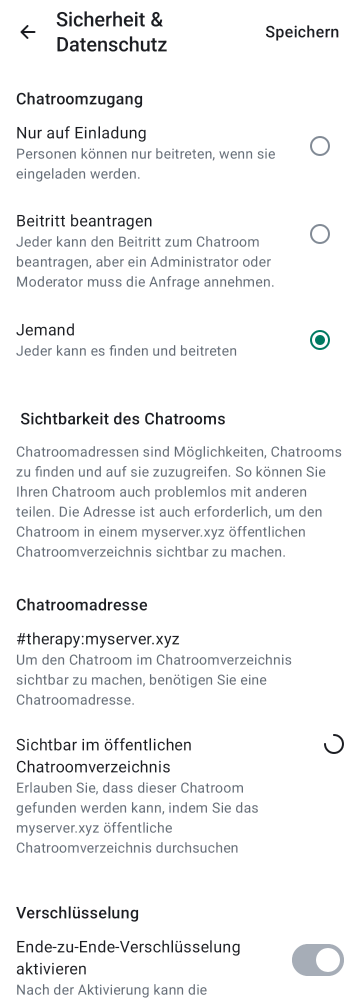 Sicherheit &
Datenschutz
Speichern
Chatroomzugang
Nur auf Einladung
Personen können nur beitreten, wenn sie
eingeladen werden.
Beitritt beantragen
Jeder kann den Beitritt zum Chatroom
beantragen, aber ein Administrator oder
Moderator muss die Anfrage annehmen.
Jemand
Jeder kann es finden und beitreten
Sichtbarkeit des Chatrooms
Chatroomadressen sind Möglichkeiten, Chatrooms
zu finden und auf sie zuzugreifen. So können Sie
Ihren Chatroom auch problemlos mit anderen
teilen. Die Adresse ist auch erforderlich, um den
Chatroom in einem myserver.xyz öffentlichen
Chatroomverzeichnis sichtbar zu machen.
Chatroomadresse
#therapy:myserver.xyz
Um den Chatroom im Chatroomverzeichnis
sichtbar zu machen, benötigen Sie eine
Chatroomadresse.
Sichtbar im öffentlichen
Chatroomverzeichnis
Erlauben Sie, dass dieser Chatroom
gefunden werden kann, indem Sie das
myserver.xyz öffentliche
Chatroomverzeichnis durchsuchen
Verschlüsselung
Ende-zu-Ende-Verschlüsselung
aktivieren
Nach der Aktivierung kann die